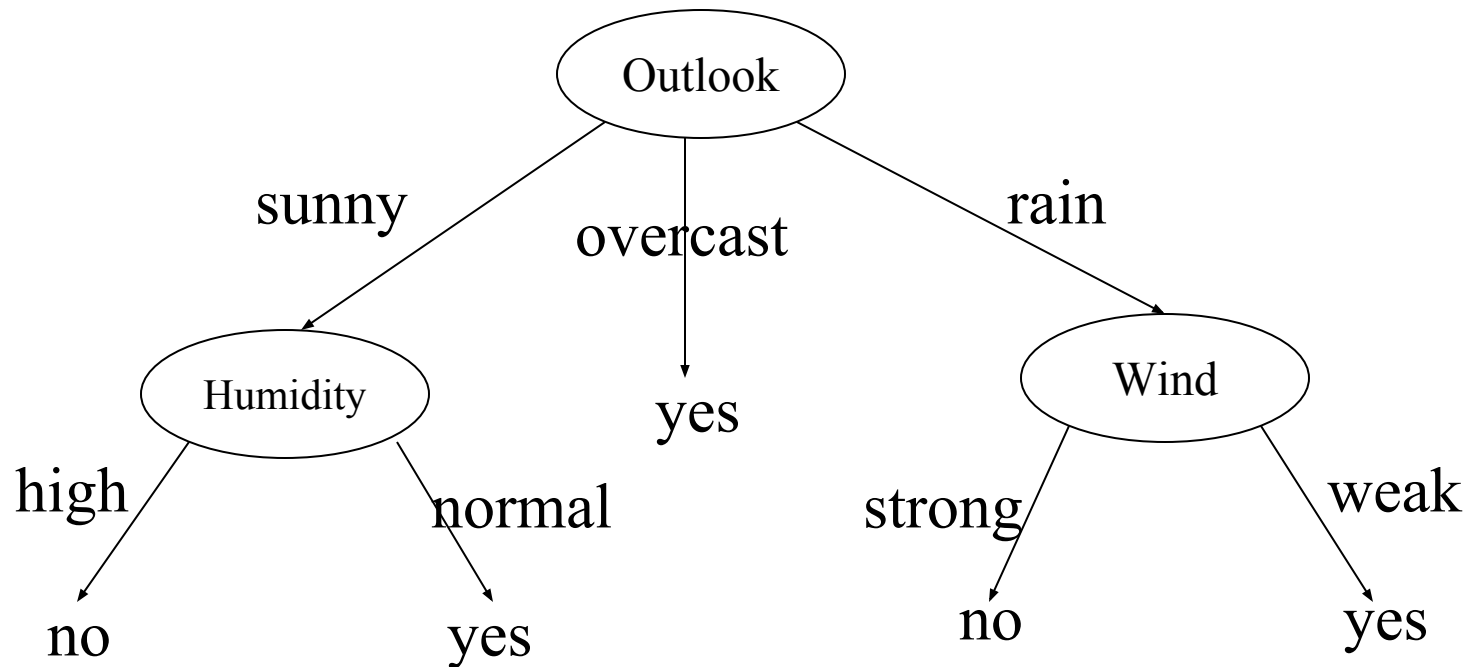 Outlook
sunny
overcast
rain
Humidity
yes
Wind
high
normal
strong
weak
no
yes
no
yes